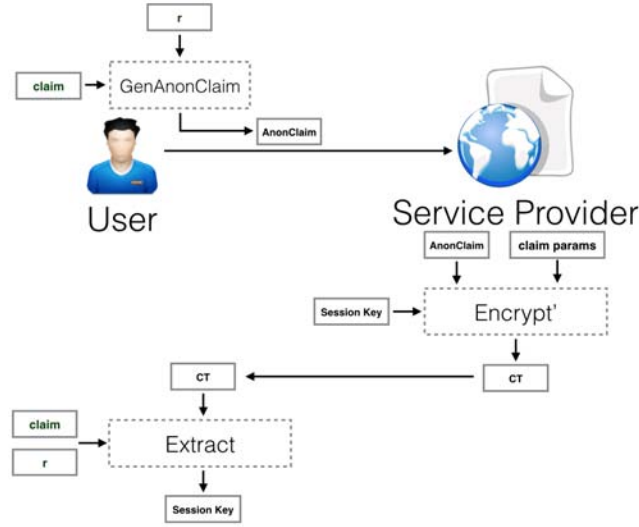 r
claim
GenAnonClaim
AnonClaim
User
Service Provider
AnonClaim
claim params
Session Key
Encrypt'
CT
CT
claim
r
Extract
Session Key